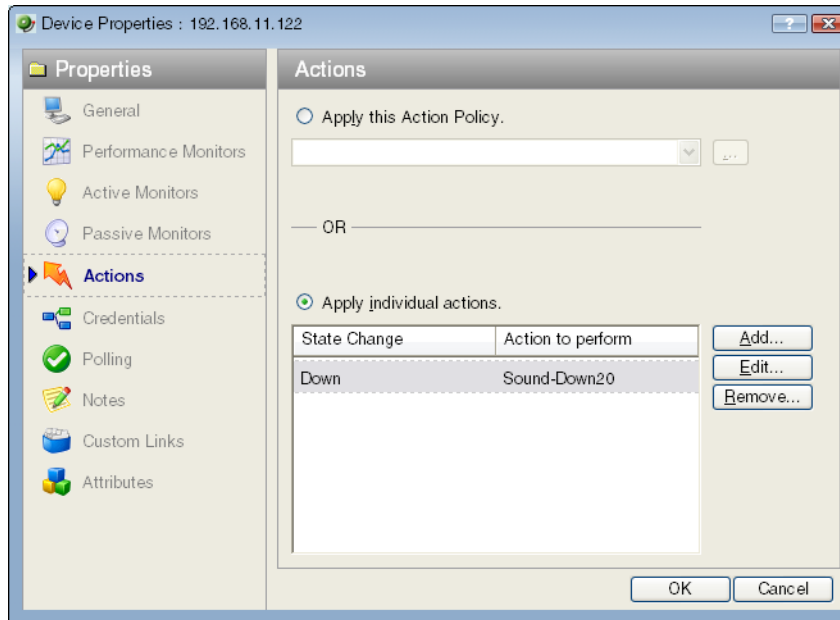 Device Properties : 192.168.11.122
?
Properties
General
Performance Monitors
Active Monitors
Passive Monitors
Actions
Credentials
Polling
Notes
Custom Links
Attributes
Actions
Apply this Action Policy.
...
OR
Apply individual actions.
State Change Action to perform
Down Sound-Down20
Add...
Edit...
Remove...
OK Cancel